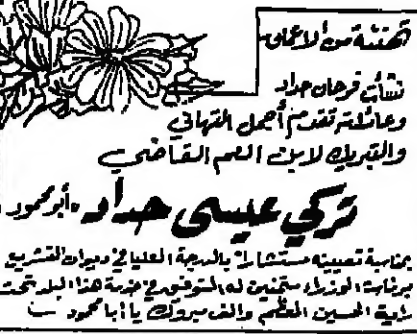 تهنئة من الأعماق
نشأت فرحان حداد
وعائلته تقدم أجمل التهاني
والتبريك لابن العم القاضي
تركي عيسى حداد "أبو محمود"
بمناسبة تعيينه مستشاراً بالدرجة العليا في ديوان التشريع
برئاسة الوزراء متمنين له التوفيق في خدمة هذا البلد تحت
راية الحسين المعظم والف مبروك يا أبا محمود